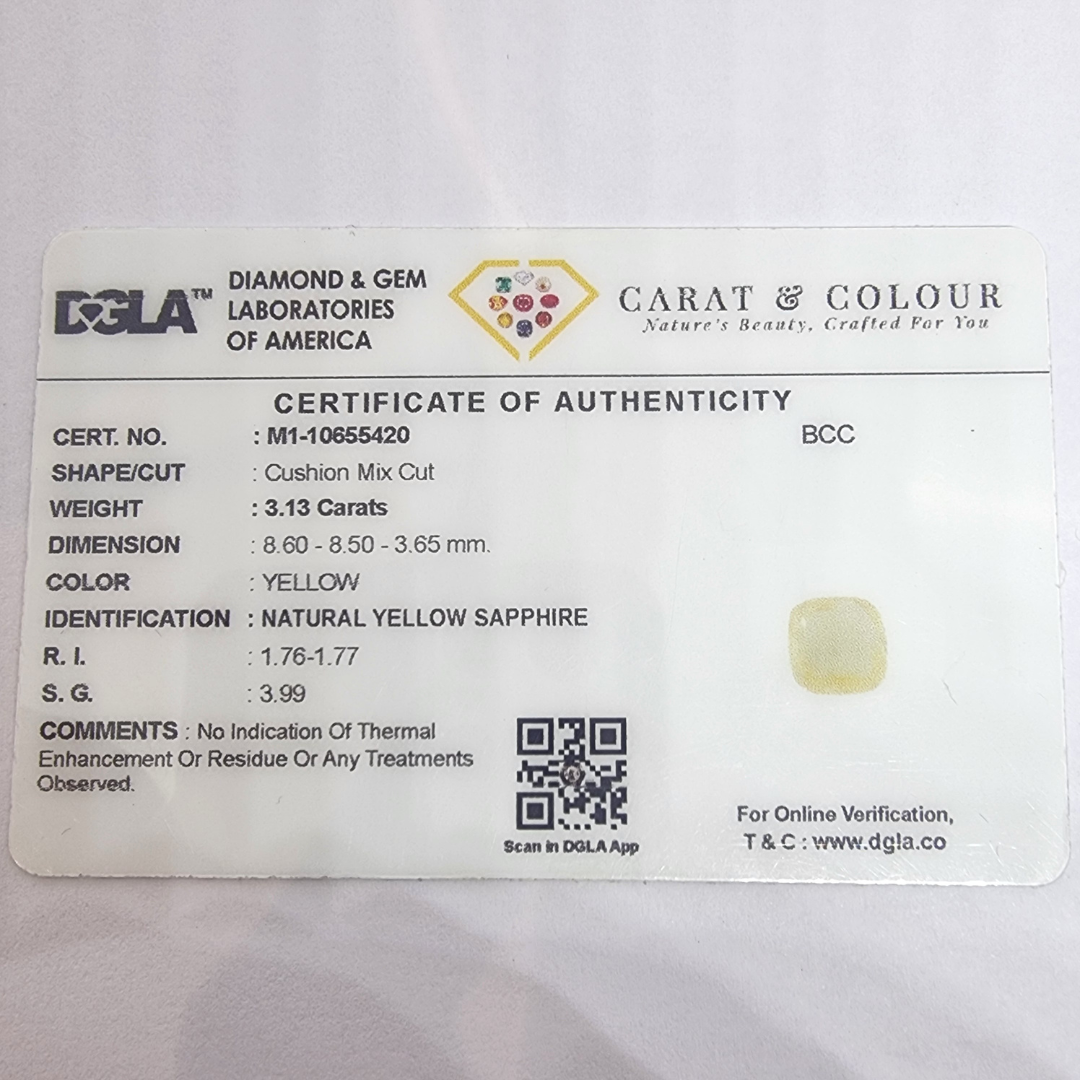 DGLA™
DIAMOND & GEM
LABORATORIES
OF AMERICA
CARAT & COLOUR
Nature's Beauty, Crafted For You
CERTIFICATE OF AUTHENTICITY
CERT. NO. : M1-10655420
BCC
SHAPE/CUT : Cushion Mix Cut
WEIGHT : 3.13 Carats
DIMENSION : 8.60 - 8.50 - 3.65 mm.
COLOR : YELLOW
IDENTIFICATION : NATURAL YELLOW SAPPHIRE
R. I. : 1.76-1.77
S. G. : 3.99
COMMENTS : No Indication Of Thermal
Enhancement Or Residue Or Any Treatments
Observed.
Scan in DGLA App
For Online Verification,
T & C : www.dgla.co